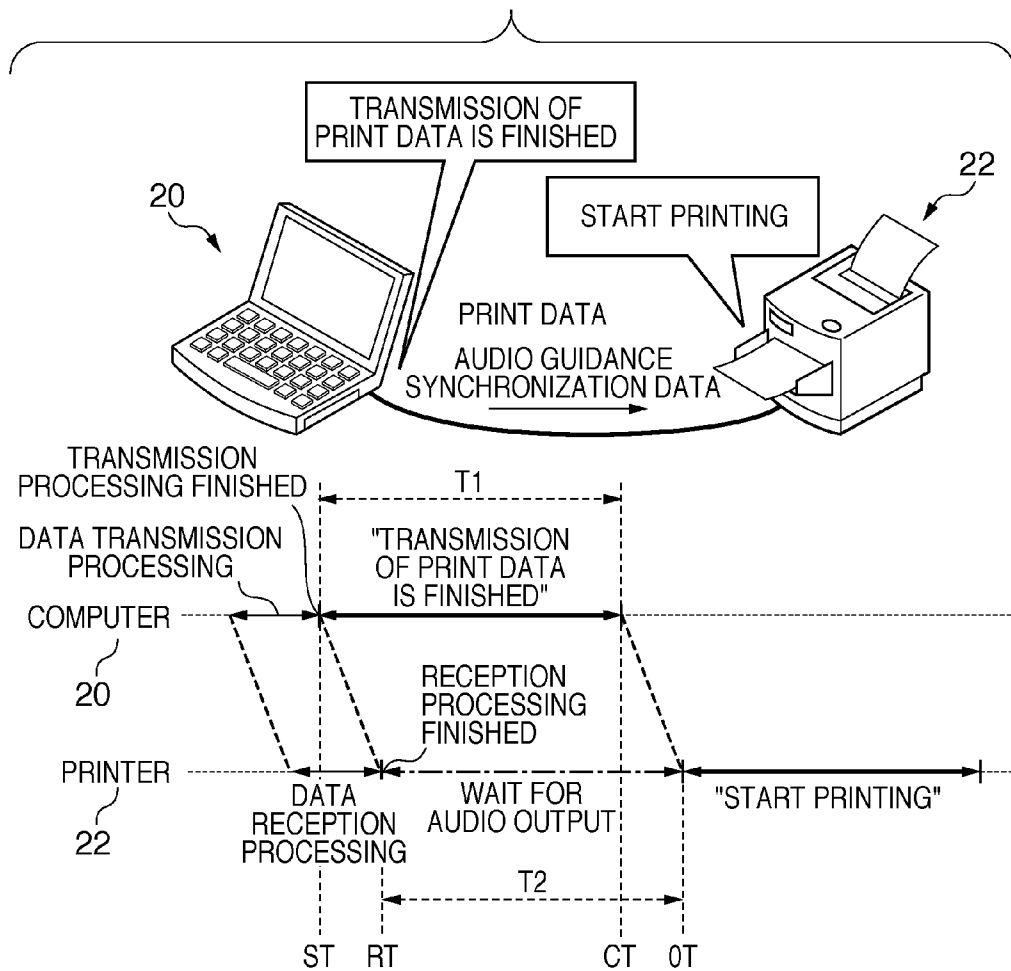 TRANSMISSION OF
PRINT DATA IS FINISHED
20
22
START PRINTING
PRINT DATA
AUDIO GUIDANCE
SYNCHRONIZATION DATA
TRANSMISSION
PROCESSING FINISHED
T1
DATA TRANSMISSION
PROCESSING
"TRANSMISSION
OF PRINT DATA
IS FINISHED"
COMPUTER
20
RECEPTION
PROCESSING
FINISHED
PRINTER
22
DATA
RECEPTION
PROCESSING
WAIT FOR
AUDIO OUTPUT
"START PRINTING"
T2
ST RT CT 0T